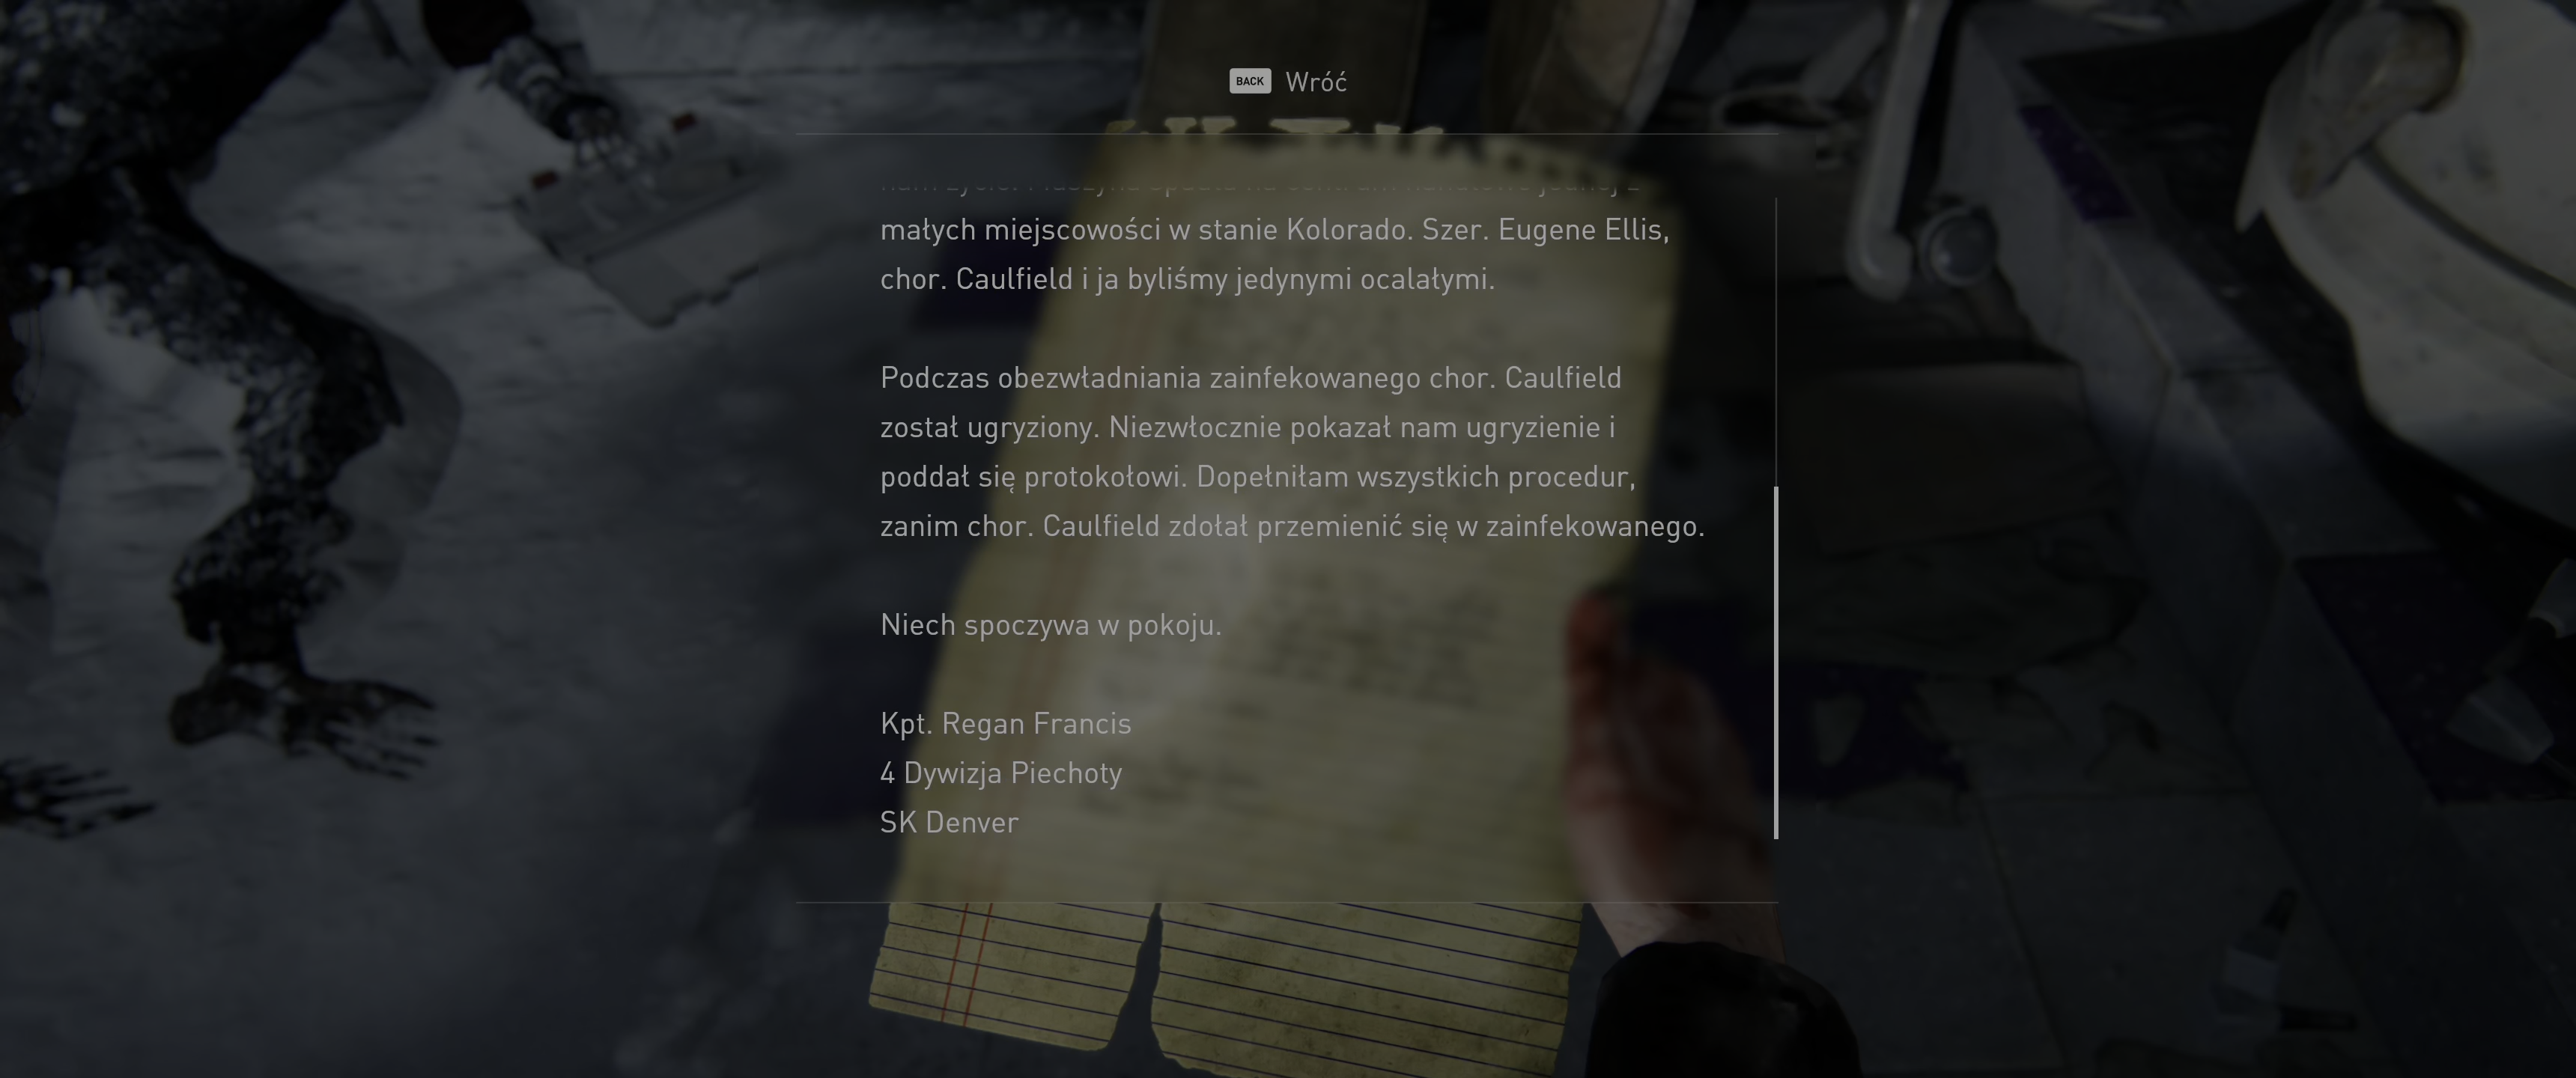 BACK Wróć
małych miejscowości w stanie Kolorado. Szer. Eugene Ellis,
chor. Caulfield i ja byliśmy jedynymi ocalałymi.
Podczas obezwładniania zainfekowanego chor. Caulfield
został ugryziony. Niezwłocznie pokazał nam ugryzienie i
poddał się protokołowi. Dopełniłam wszystkich procedur,
zanim chor. Caulfield zdołał przemienić się w zainfekowanego.
Niech spoczywa w pokoju.
Kpt. Regan Francis
4 Dywizja Piechoty
SK Denver